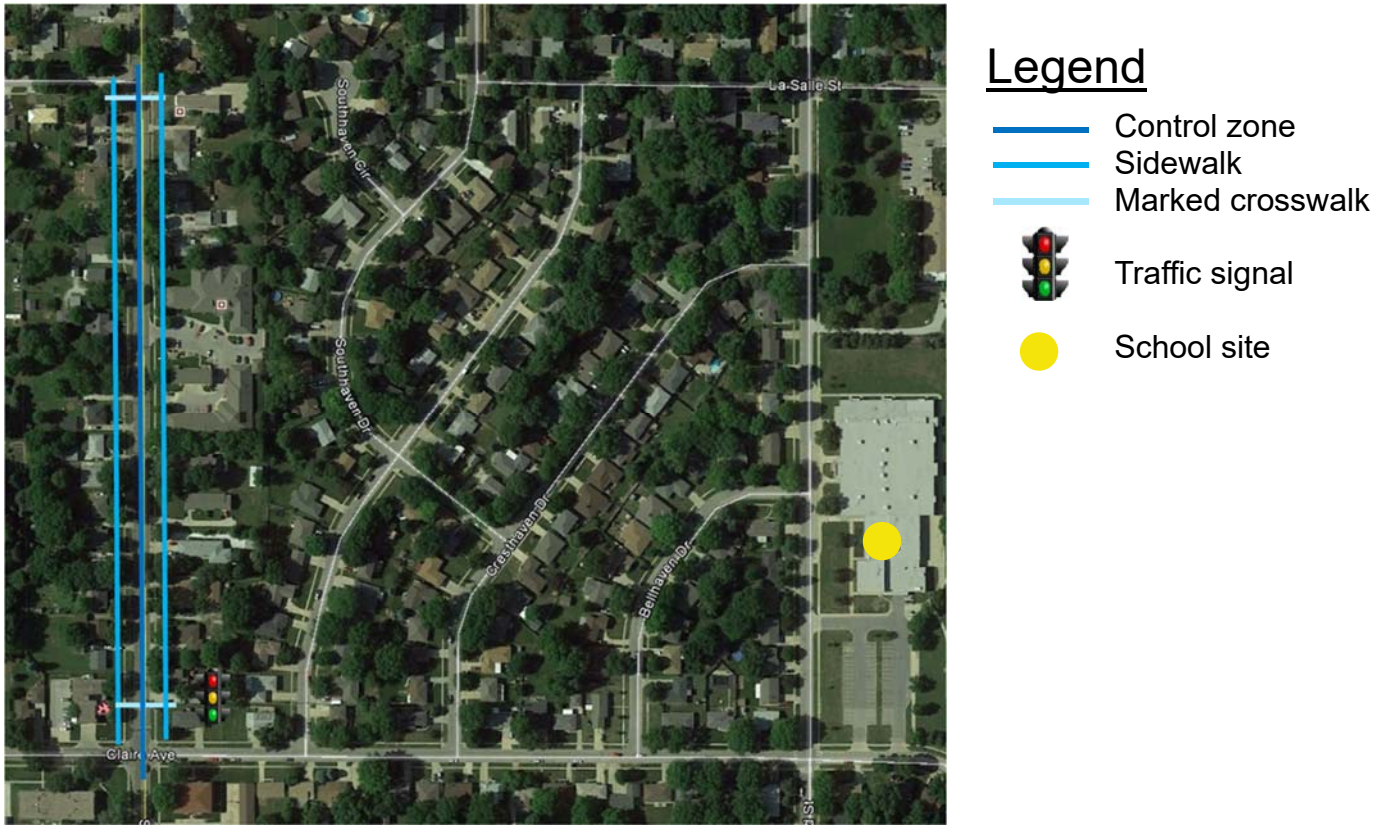 La Salle St
Southhaven Cir
Southhaven Dr
Cresthaven Dr
Bellhaven Dr
Claire Ave
Legend
Control zone
Sidewalk
Marked crosswalk
Traffic signal
School site